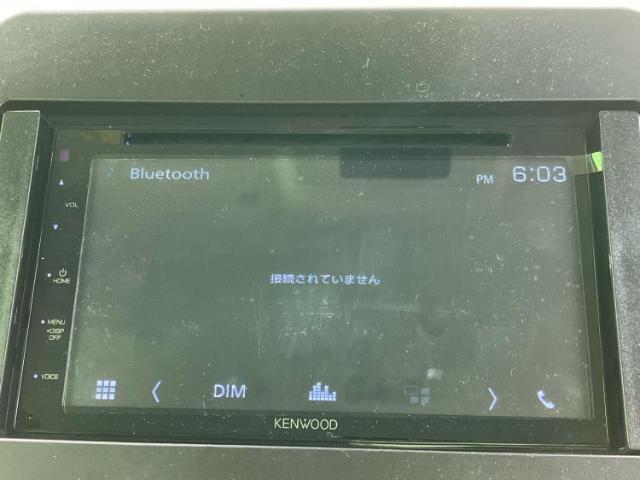 Bluetooth
PM 6:03
VOL
HOME
接続されていません
MENU
•DISP
OFF
VOICE
DIM
KENWOOD